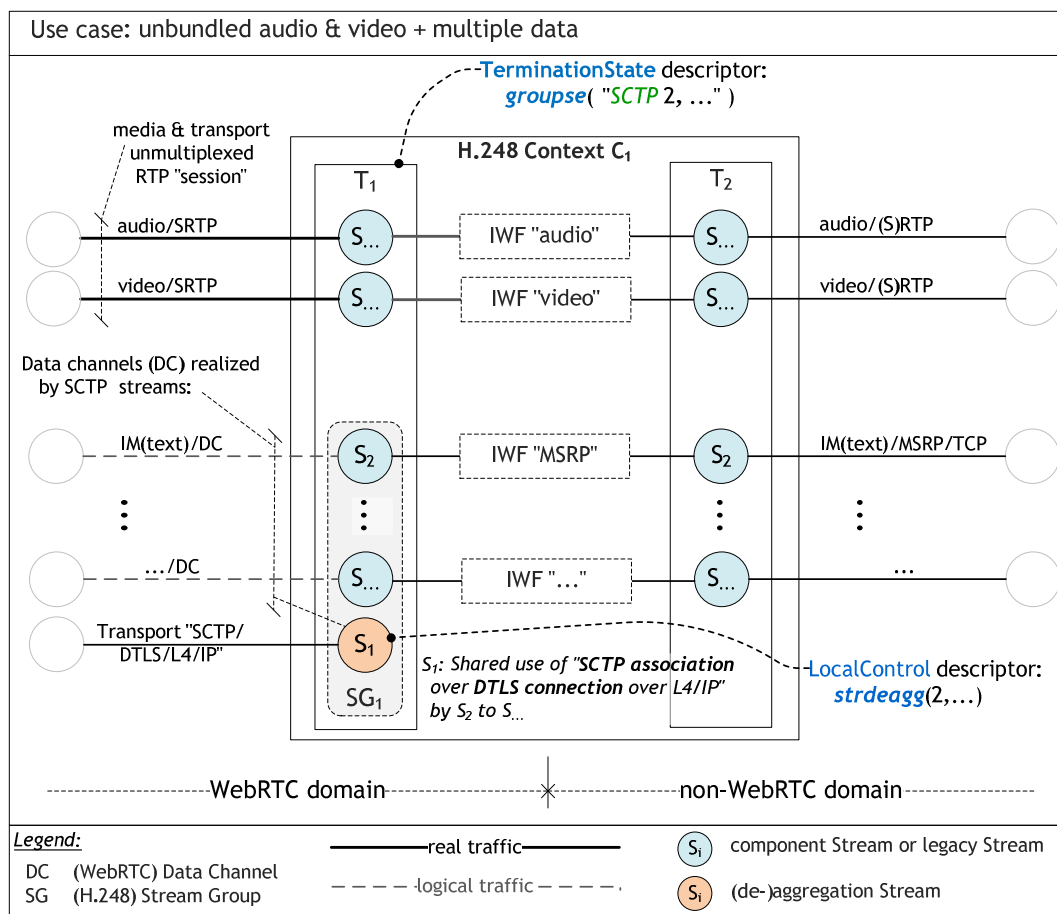 Use case: unbundled audio & video + multiple data
TerminationState descriptor:
groupse( "SCTP 2, ..." )
media & transport
unmultiplexed
RTP "session"
H.248 Context C1
T1
T2
audio/SRTP
S...
IWF "audio"
S...
audio/(S)RTP
video/SRTP
S...
IWF "video"
S...
video/(S)RTP
Data channels (DC) realized
by SCTP streams:
IM(text)/DC
S2
IWF "MSRP"
S2
IM(text)/MSRP/TCP
.../DC
S...
IWF "..."
S...
...
Transport "SCTP/
DTLS/L4/IP"
S1
SG1
S1: Shared use of "SCTP association
over DTLS connection over L4/IP"
by S2 to S...
LocalControl descriptor:
strdeagg(2,...)
WebRTC domain
non-WebRTC domain
Legend:
DC (WebRTC) Data Channel
SG (H.248) Stream Group
real traffic
logical traffic
Si component Stream or legacy Stream
Si (de-)aggregation Stream